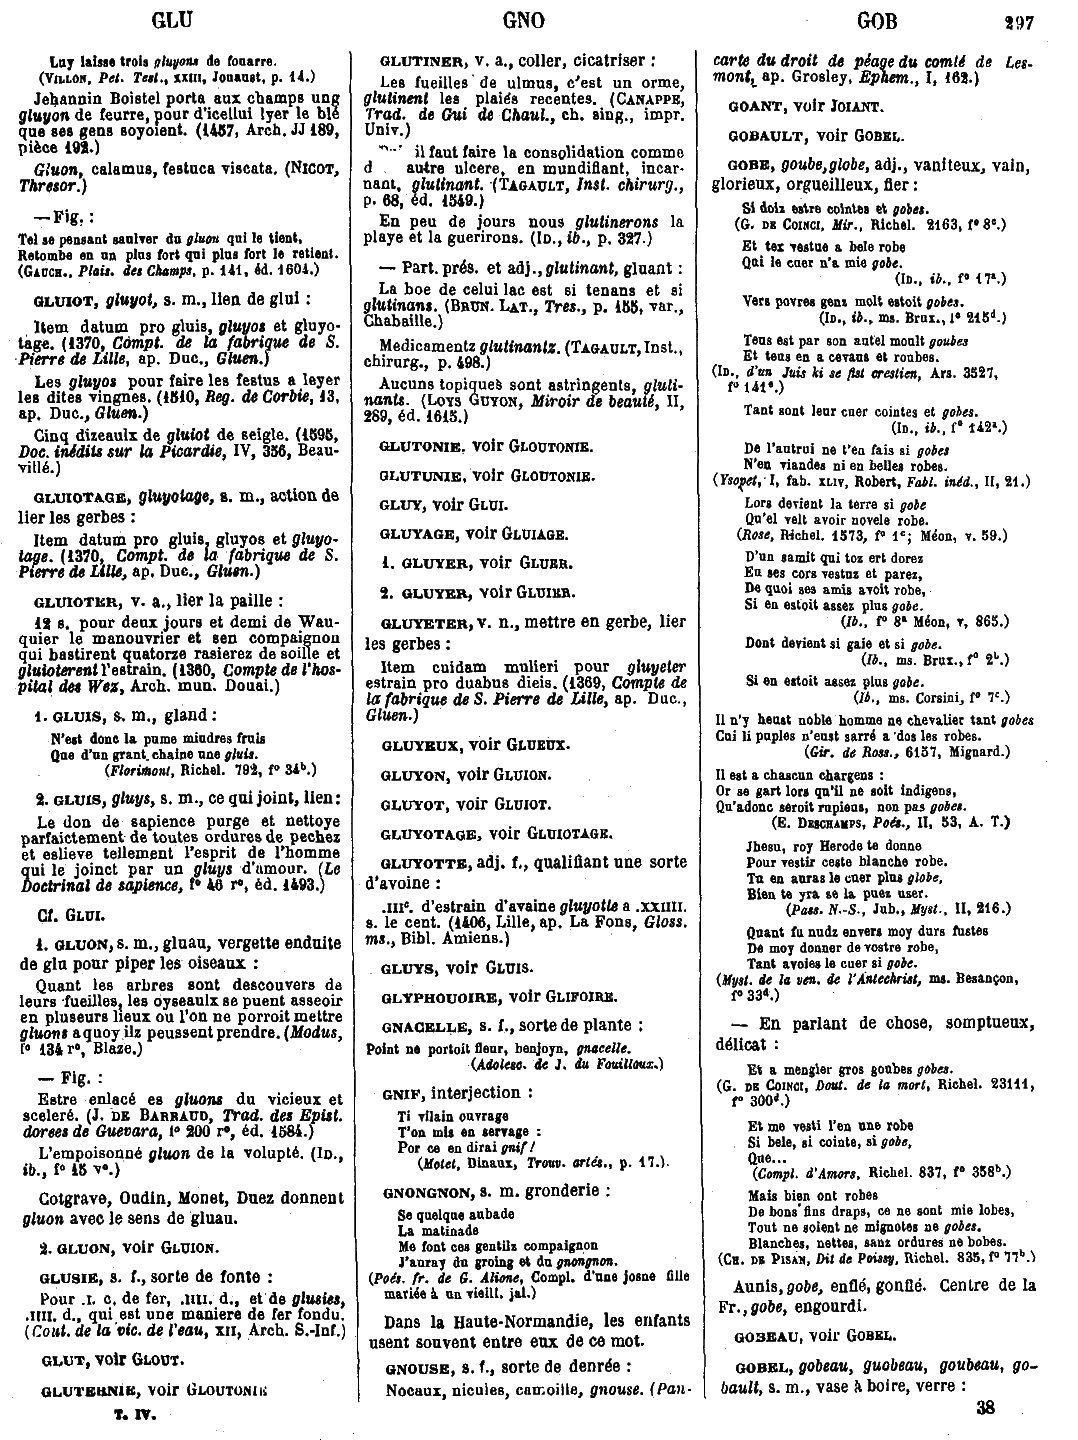 GLU
GNO
GOB
297
Luy laisse trois gluyons de fouarre.
(VILLON, Pet. Test., XXIII, Jouaust, p. 14.)
Jehannin Boistel porta aux champs ung
gluyon de feurre, pour d'icellui lyer le blé
que ses gens soyoient. (1457, Arch. JJ 189,
pièce 192.)
Gluon, calamus, festuca viscata. (NICOT,
Thresor.)
— Fig. :
Tel se pensant sauluer du gluon qui le tient,
Retombe en un plus fort qui plus fort le retient.
(GAUCH., Plais. des Champs, p. 141, éd. 1604.)
GLUIOT, gluyot, s. m., lien de glui :
Item datum pro gluis, gluyos et gluyo-
tage. (1370, Compt. de la fabrique de S.
Pierre de Lille, ap. Duc., Gluen.)
Les gluyos pour faire les festus a leyer
les dites vingnes. (1510, Reg. de Corbie, 13,
ap. Duc., Gluen.)
Cinq dizeaulx de gluiot de seigle. (1595,
Doc. inédits sur la Picardie, IV, 356, Beau-
villé.)
GLUIOTAGE, gluyotage, s. m., action de
lier les gerbes :
Item datum pro gluis, gluyos et gluyo-
tage. (1370, Compt. de la fabrique de S.
Pierre de Lille, ap. Duc., Gluen.)
GLUIOTER, v. a., lier la paille :
12 s. pour deux jours et demi de Wau-
quier le manouvrier et sen compaignon
qui bastirent quatorze rasierez de soille et
gluioterent l'estrain. (1360, Compte de l'hos-
pital des Wez, Arch. mun. Douai.)
1. GLUIS, s. m., gland :
N'est donc la pume mindres fruis
Que d'un grant chaine une gluis.
(Florimont, Richel. 792, f° 34b.)
2. GLUIS, gluys, s. m., ce qui joint, lien :
Le don de sapience purge et nettoye
parfaictement de toutes ordures de pechez
et eslieve tellement l'esprit de l'homme
qui le joinct par un gluys d'amour. (Le
Doctrinal de sapience, f° 46 r°, éd. 1493.)
Cf. GLUI.
1. GLUON, s. m., gluau, vergette enduite
de glu pour piper les oiseaux :
Quant les arbres sont descouvers de
leurs fueilles, les oyseaulx se puent asseoir
en pluseurs lieux ou l'on ne porroit mettre
gluons a quoy ilz peussent prendre. (Modus,
f° 134 r°, Blaze.)
— Fig. :
Estre enlacé es gluons du vicieux et
sceleré. (J. DE BARRAUD, Trad. des Epist.
dorees de Guevara, f° 200 r°, éd. 1584.)
L'empoisonné gluon de la volupté. (ID.,
ib., f° 15 v°.)
Cotgrave, Oudin, Monet, Duez donnent
gluon avec le sens de gluau.
2. GLUON, voir GLUION.
GLUSIE, s. f., sorte de fonte :
Pour .I. c. de fer, .IIII. d., et de glusies,
.IIII. d., qui est une maniere de fer fondu.
(Cout. de la vic. de l'eau, XII, Arch. S.-Inf.)
GLUT, voir GLOUT.
GLUTERNIE, voir GLOUTONIE
T. IV.
GLUTINER, v. a., coller, cicatriser :
Les fueilles de ulmus, c'est un orme,
glutinent les plaies recentes. (CANAPPE,
Trad. de Gui de Chaul., ch. sing., impr.
Univ.)
il faut faire la consolidation comme
d autre ulcere, en mundifiant, incar-
nant, glutinant. (TAGAULT, Inst. chirurg.,
p. 68, éd. 1549.)
En peu de jours nous glutinerons la
playe et la guerirons. (ID., ib., p. 327.)
— Part. prés. et adj., glutinant, gluant :
La boe de celui lac est si tenans et si
glutinans. (BRUN. LAT., Tres., p. 155, var.,
Chabaille.)
Medicamentz glutinantz. (TAGAULT, Inst.,
chirurg., p. 498.)
Aucuns topiques sont astringents, gluti-
nants. (LOYS GUYON, Miroir de beauté, II,
289, éd. 1615.)
GLUTONIE, voir GLOUTONIE.
GLUTUNIE, voir GLOUTONIE.
GLUY, voir GLUI.
GLUYAGE, voir GLUIAGE.
1. GLUYER, voir GLUER.
2. GLUYER, voir GLUIER.
GLUYETER, v. n., mettre en gerbe, lier
les gerbes :
Item cuidam mulieri pour gluyeter
estrain pro duabus dieis. (1369, Compte de
la fabrique de S. Pierre de Lille, ap. Duc.,
Gluen.)
GLUYEUX, voir GLUEUX.
GLUYON, voir GLUION.
GLUYOT, voir GLUIOT.
GLUYOTAGE, voir GLUIOTAGE.
GLUYOTTE, adj. f., qualifiant une sorte
d'avoine :
.IIIc. d'estrain d'avaine gluyotte a .XXIIII.
s. le cent. (1406, Lille, ap. La Fons, Gloss.
ms., Bibl. Amiens.)
GLUYS, voir GLUIS.
GLYPHOUOIRE, voir GLIFOIRE.
GNACELLE, s. f., sorte de plante :
Point ne portoit fleur, benjoyn, gnacelle.
(Adolesc. de J. du Fouilloux.)
GNIF, interjection :
Ti vilain ouvrage
T'on mis en servage :
Por ce en dirai gnif !
(Motet, Dinaux, Trouv. artés., p. 17.)
GNONGNON, s. m. gronderie :
Se quelque aubade
La matinade
Me font ces gentilz compaignon
J'auray du groing et du gnongnon.
(Poés. fr. de G. Alione, Compl. d'une josne fille
mariée à un vieill. jal.)
Dans la Haute-Normandie, les enfants
usent souvent entre eux de ce mot.
GNOUSE, s. f., sorte de denrée :
Nocaux, nicules, camoille, gnouse. (Pan-
carte du droit de péage du comté de Les-
mont, ap. Grosley, Ephem., I, 162.)
GOANT, voir JOIANT.
GOBAULT, voir GOBEL.
GOBE, goube, globe, adj., vaniteux, vain,
glorieux, orgueilleux, fier :
Si doiz estre cointes et gobes.
(G. DE COINCI, Mir., Richel. 2163, f° 8a.)
Et tex vestue a bele robe
Qui le cuer n'a mie gobe.
(ID., ib., f° 17a.)
Vers povres genz molt estoit gobes.
(ID., ib., ms. Brux., f° 215d.)
Teus est par son autel moult goubes
Et teus en a cevaus et roubes.
(ID., d'un Juis ki se fist crestien, Ars. 3527,
f° 141a.)
Tant sont leur cuer cointes et gobes.
(ID., ib., f° 142a.)
De l'autrui ne t'en fais si gobes
N'en viandes ni en belles robes.
(Ysopet, I, fab. XLIV, Robert, Fabl. inéd., II, 21.)
Lors devient la terre si gobe
Qu'el velt avoir novele robe.
(Rose, Richel. 1573, f° 1c; Méon, v. 59.)
D'un samit qui toz ert dorez
Eu ses cors vestuz et parez,
De quoi ses amis avoit robe,
Si en estoit assez plus gobe.
(Ib., f° 8a Méon, v, 865.)
Dont devient si gaie et si gobe.
(Ib., ms. Brux., f° 2b.)
Si en estoit assez plus gobe.
(Ib., ms. Corsini, f° 7c.)
Il n'y heust noble homme ne chevalier tant gobes
Cui li puples n'eust sarré a dos les robes.
(Gir. de Ross., 6157, Mignard.)
Il est a chascun chargens :
Or se gart lors qu'il ne soit indigens,
Qu'adonc seroit rupieus, non pas gobes.
(E. DESCHAMPS, Poés., II, 53, A. T.)
Jhesu, roy Herode te donne
Pour vestir ceste blanche robe.
Tu en auras le cuer plus globe,
Bien te yra se la puez user.
(Pass. N.-S., Jub., Myst., II, 216.)
Quant fu nudz envers moy durs fustes
De moy donner de vostre robe,
Tant avoies le cuer si gobe.
(Myst. de la ven. de l'Antechrist, ms. Besançon,
f° 33d.)
— En parlant de chose, somptueux,
délicat :
Et a mengier gros goubes gobes.
(G. DE COINCI, Dout. de la mort, Richel. 23111,
f° 300d.)
Et me vesti l'en une robe
Si bele, si cointe, si gobe,
Que...
(Compl. d'Amors, Richel. 837, f° 358b.)
Mais bien ont robes
De bons fins draps, ce ne sont mie lobes,
Tout ne soient ne mignotes ne gobes.
Blanches, nettes, sanz ordures ne bobes.
(CH. DE PISAN, Dit de Poissy, Richel. 835, f° 77b.)
Aunis, gobe, enflé, gonflé. Centre de la
Fr., gobe, engourdi.
GOBEAU, voir GOBEL.
GOBEL, gobeau, guobeau, goubeau, go-
bault, s. m., vase à boire, verre :
38